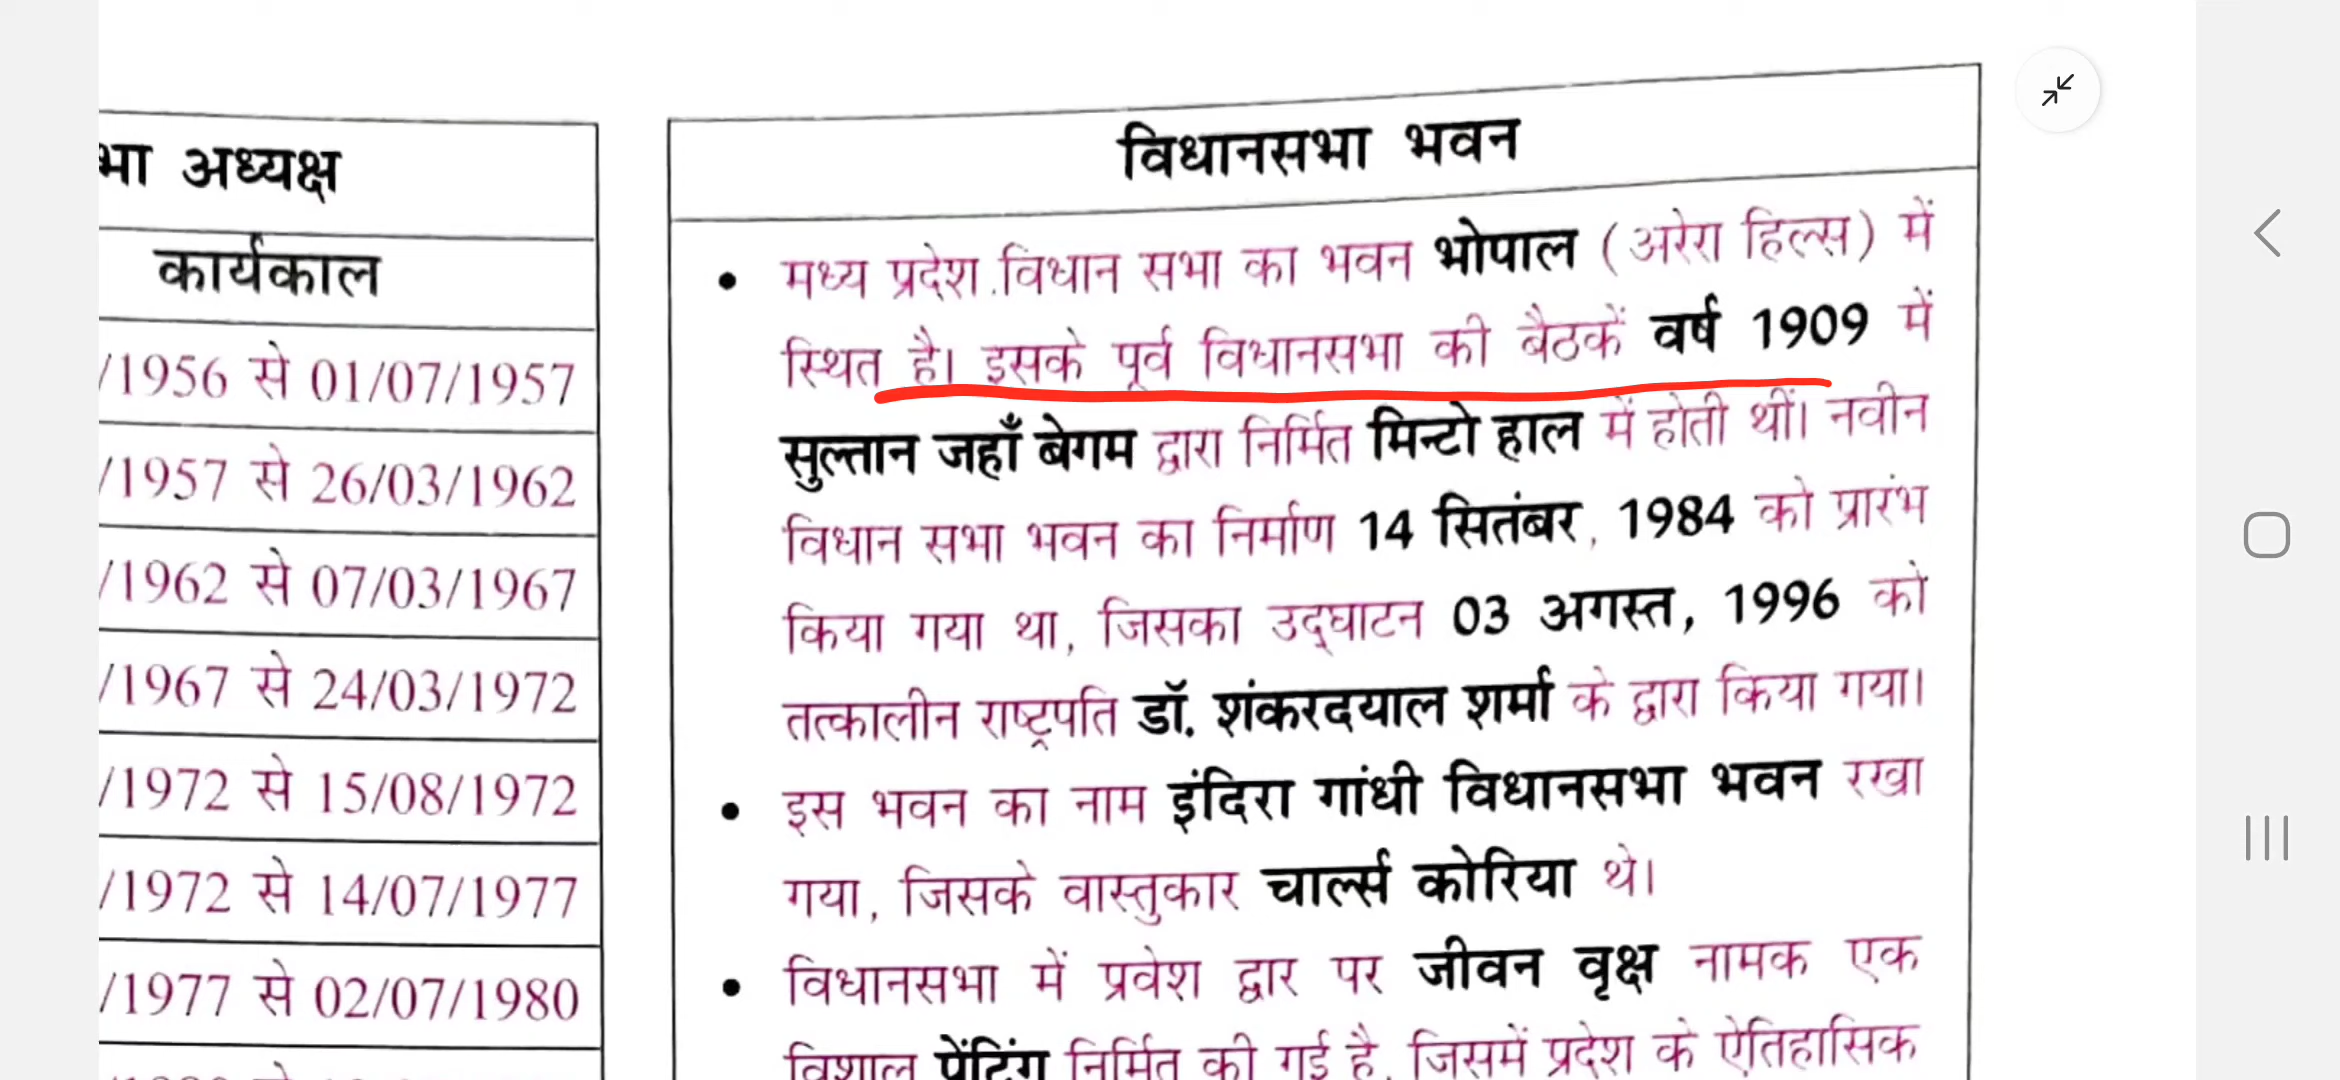 भा अध्यक्ष
कार्यकाल
/1956 से 01/07/1957
/1957 से 26/03/1962
/1962 से 07/03/1967
/1967 से 24/03/1972
/1972 से 15/08/1972
/1972 से 14/07/1977
/1977 से 02/07/1980
विधानसभा भवन
• मध्य प्रदेश विधान सभा का भवन भोपाल (अरेरा हिल्स) में
स्थित है। इसके पूर्व विधानसभा की बैठकें वर्ष 1909 में
सुल्तान जहाँ बेगम द्वारा निर्मित मिन्टो हाल में होती थीं। नवीन
विधान सभा भवन का निर्माण 14 सितंबर, 1984 को प्रारंभ
किया गया था, जिसका उद्घाटन 03 अगस्त, 1996 को
तत्कालीन राष्ट्रपति डॉ. शंकरदयाल शर्मा के द्वारा किया गया।
• इस भवन का नाम इंदिरा गांधी विधानसभा भवन रखा
गया, जिसके वास्तुकार चार्ल्स कोरिया थे।
• विधानसभा में प्रवेश द्वार पर जीवन वृक्ष नामक एक
विशाल पेंटिंग निर्मित की गई है, जिसमें प्रदेश के ऐतिहासिक